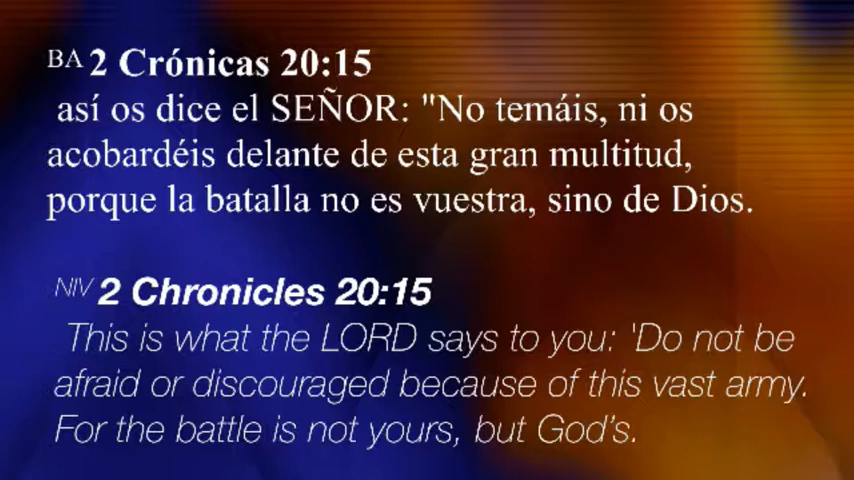 BA 2 Crónicas 20:15
así os dice el SEÑOR: "No temáis, ni os
acobardéis delante de esta gran multitud,
porque la batalla no es vuestra, sino de Dios.
NIV 2 Chronicles 20:15
This is what the LORD says to you: 'Do not be
afraid or discouraged because of this vast army.
For the battle is not yours, but God's.